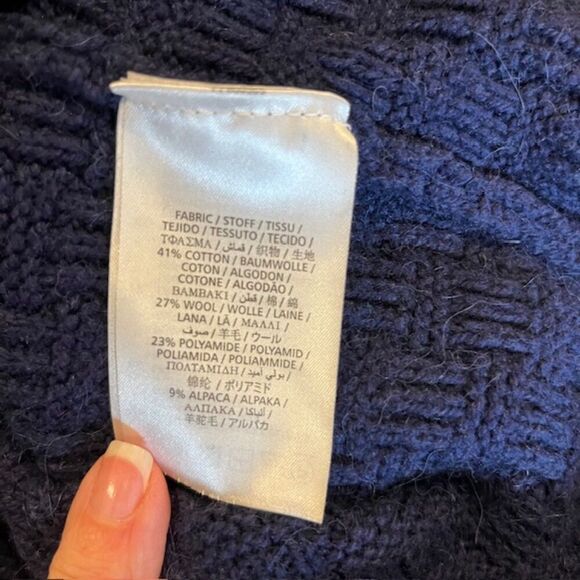 FABRIC / STOFF / TISSU /
TEJIDO / TESSUTO / TECIDO /
ΤΦΑΣΜΑ / قماش / 织物 / 生地
41% COTTON / BAUMWOLLE /
COTON / ALGODON /
COTONE / ALGODÃO /
BAMBAKI / قطن / 棉 / 綿
27% WOOL / WOLLE / LAINE /
LANA / LÃ / ΜΑΛΛΙ /
صوف / 羊毛 / ウール
23% POLYAMIDE / POLYAMID /
POLIAMIDA / POLIAMMIDE /
ΠΟΛΤΑΜΙΔΗ / بولي أميد /
锦纶 / ポリアミド
9% ALPACA / ALPAKA /
ΑΛΠΑΚΑ / ألباكا /
羊驼毛 / アルパカ